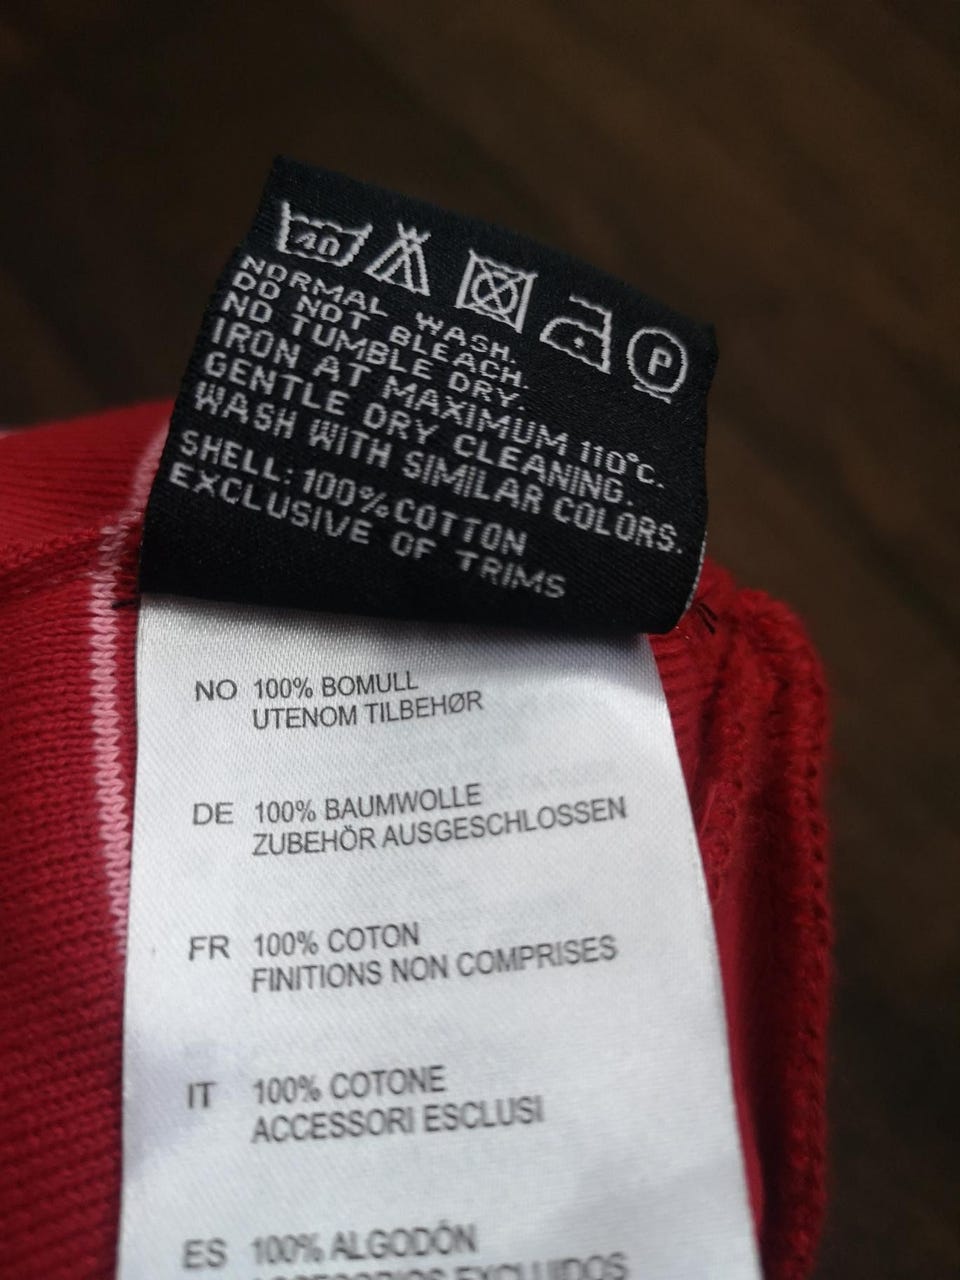 40
P
NORMAL WASH.
DO NOT BLEACH.
NO TUMBLE DRY.
IRON AT MAXIMUM 110°C.
GENTLE DRY CLEANING.
WASH WITH SIMILAR COLORS.
SHELL: 100% COTTON
EXCLUSIVE OF TRIMS
NO 100% BOMULL
UTENOM TILBEHØR
DE 100% BAUMWOLLE
ZUBEHÖR AUSGESCHLOSSEN
FR 100% COTON
FINITIONS NON COMPRISES
IT 100% COTONE
ACCESSORI ESCLUSI
ES 100% ALGODÓN
ACCESORIOS EXCLUIDOS